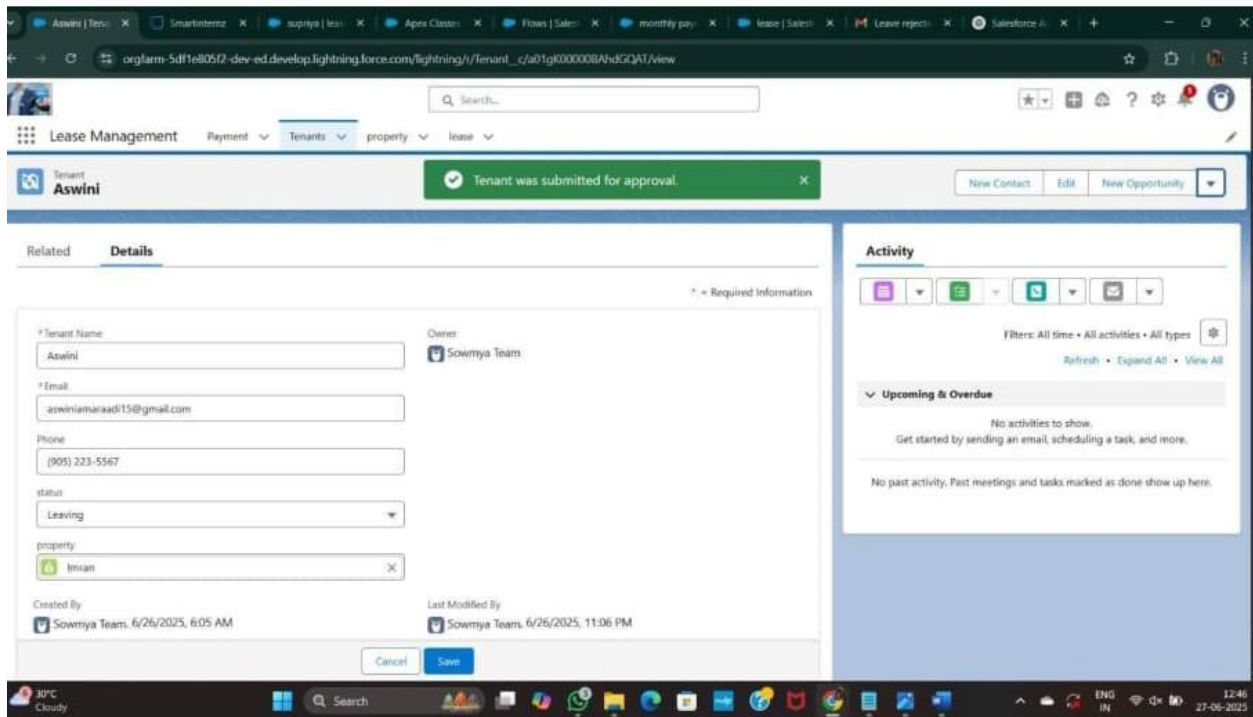 Aswini | Tena
Smartinternz
supriya | leas
Apex Classes
Flows | Salesf
monthly pay
lease | Salesf
Leave rejecti
Salesforce A
orgfarm-5df1e805f2-dev-ed.develop.lightning.force.com/lightning/r/Tenant__c/a01gK000008AhdGQAT/view
Search...
Lease Management
Payment
Tenants
property
lease
Tenant
Aswini
Tenant was submitted for approval.
New Contact
Edit
New Opportunity
Related
Details
* = Required Information
*Tenant Name
Aswini
Owner
Sowmya Team
*Email
aswiniamaraadi15@gmail.com
Phone
(905) 223-5567
status
Leaving
property
Imran
Created By
Sowmya Team, 6/26/2025, 6:05 AM
Last Modified By
Sowmya Team, 6/26/2025, 11:06 PM
Cancel
Save
Activity
Filters: All time • All activities • All types
Refresh • Expand All • View All
Upcoming & Overdue
No activities to show.
Get started by sending an email, scheduling a task, and more.
No past activity. Past meetings and tasks marked as done show up here.
30°C
Cloudy
Search
ENG
IN
12:46
27-06-2025